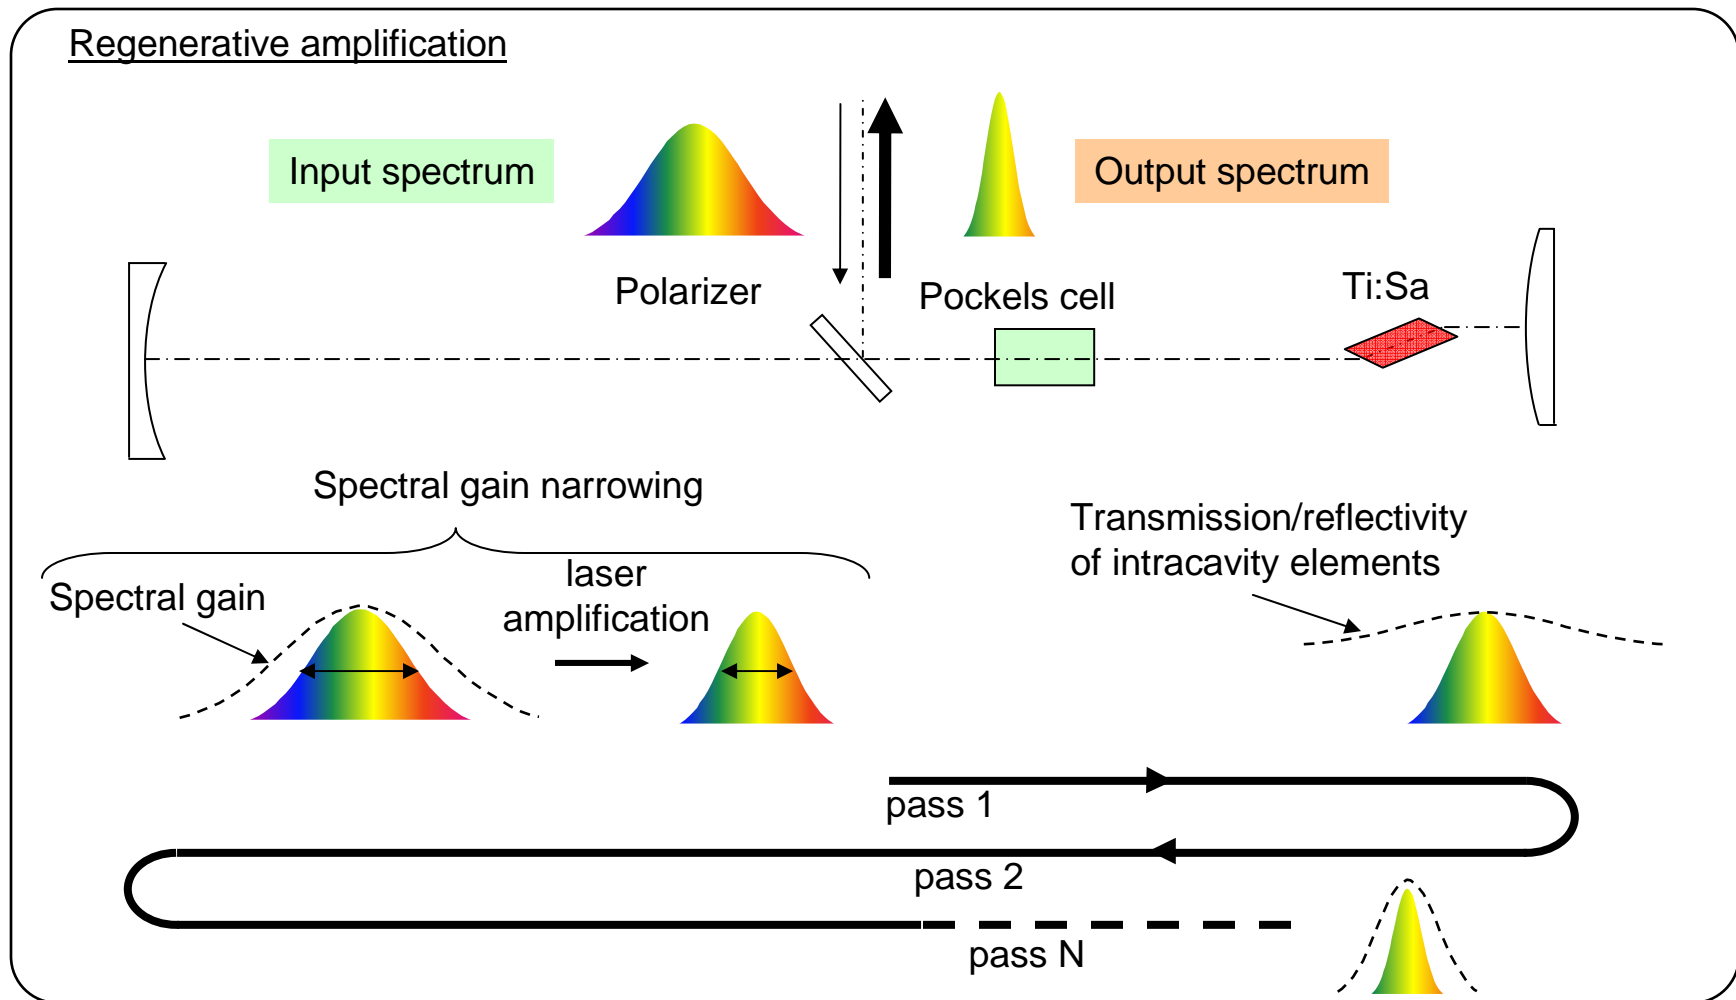 Regenerative amplification
Input spectrum
Output spectrum
Polarizer
Pockels cell
Ti:Sa
Spectral gain narrowing
Spectral gain
laser
amplification
Transmission/reflectivity
of intracavity elements
pass 1
pass 2
pass N